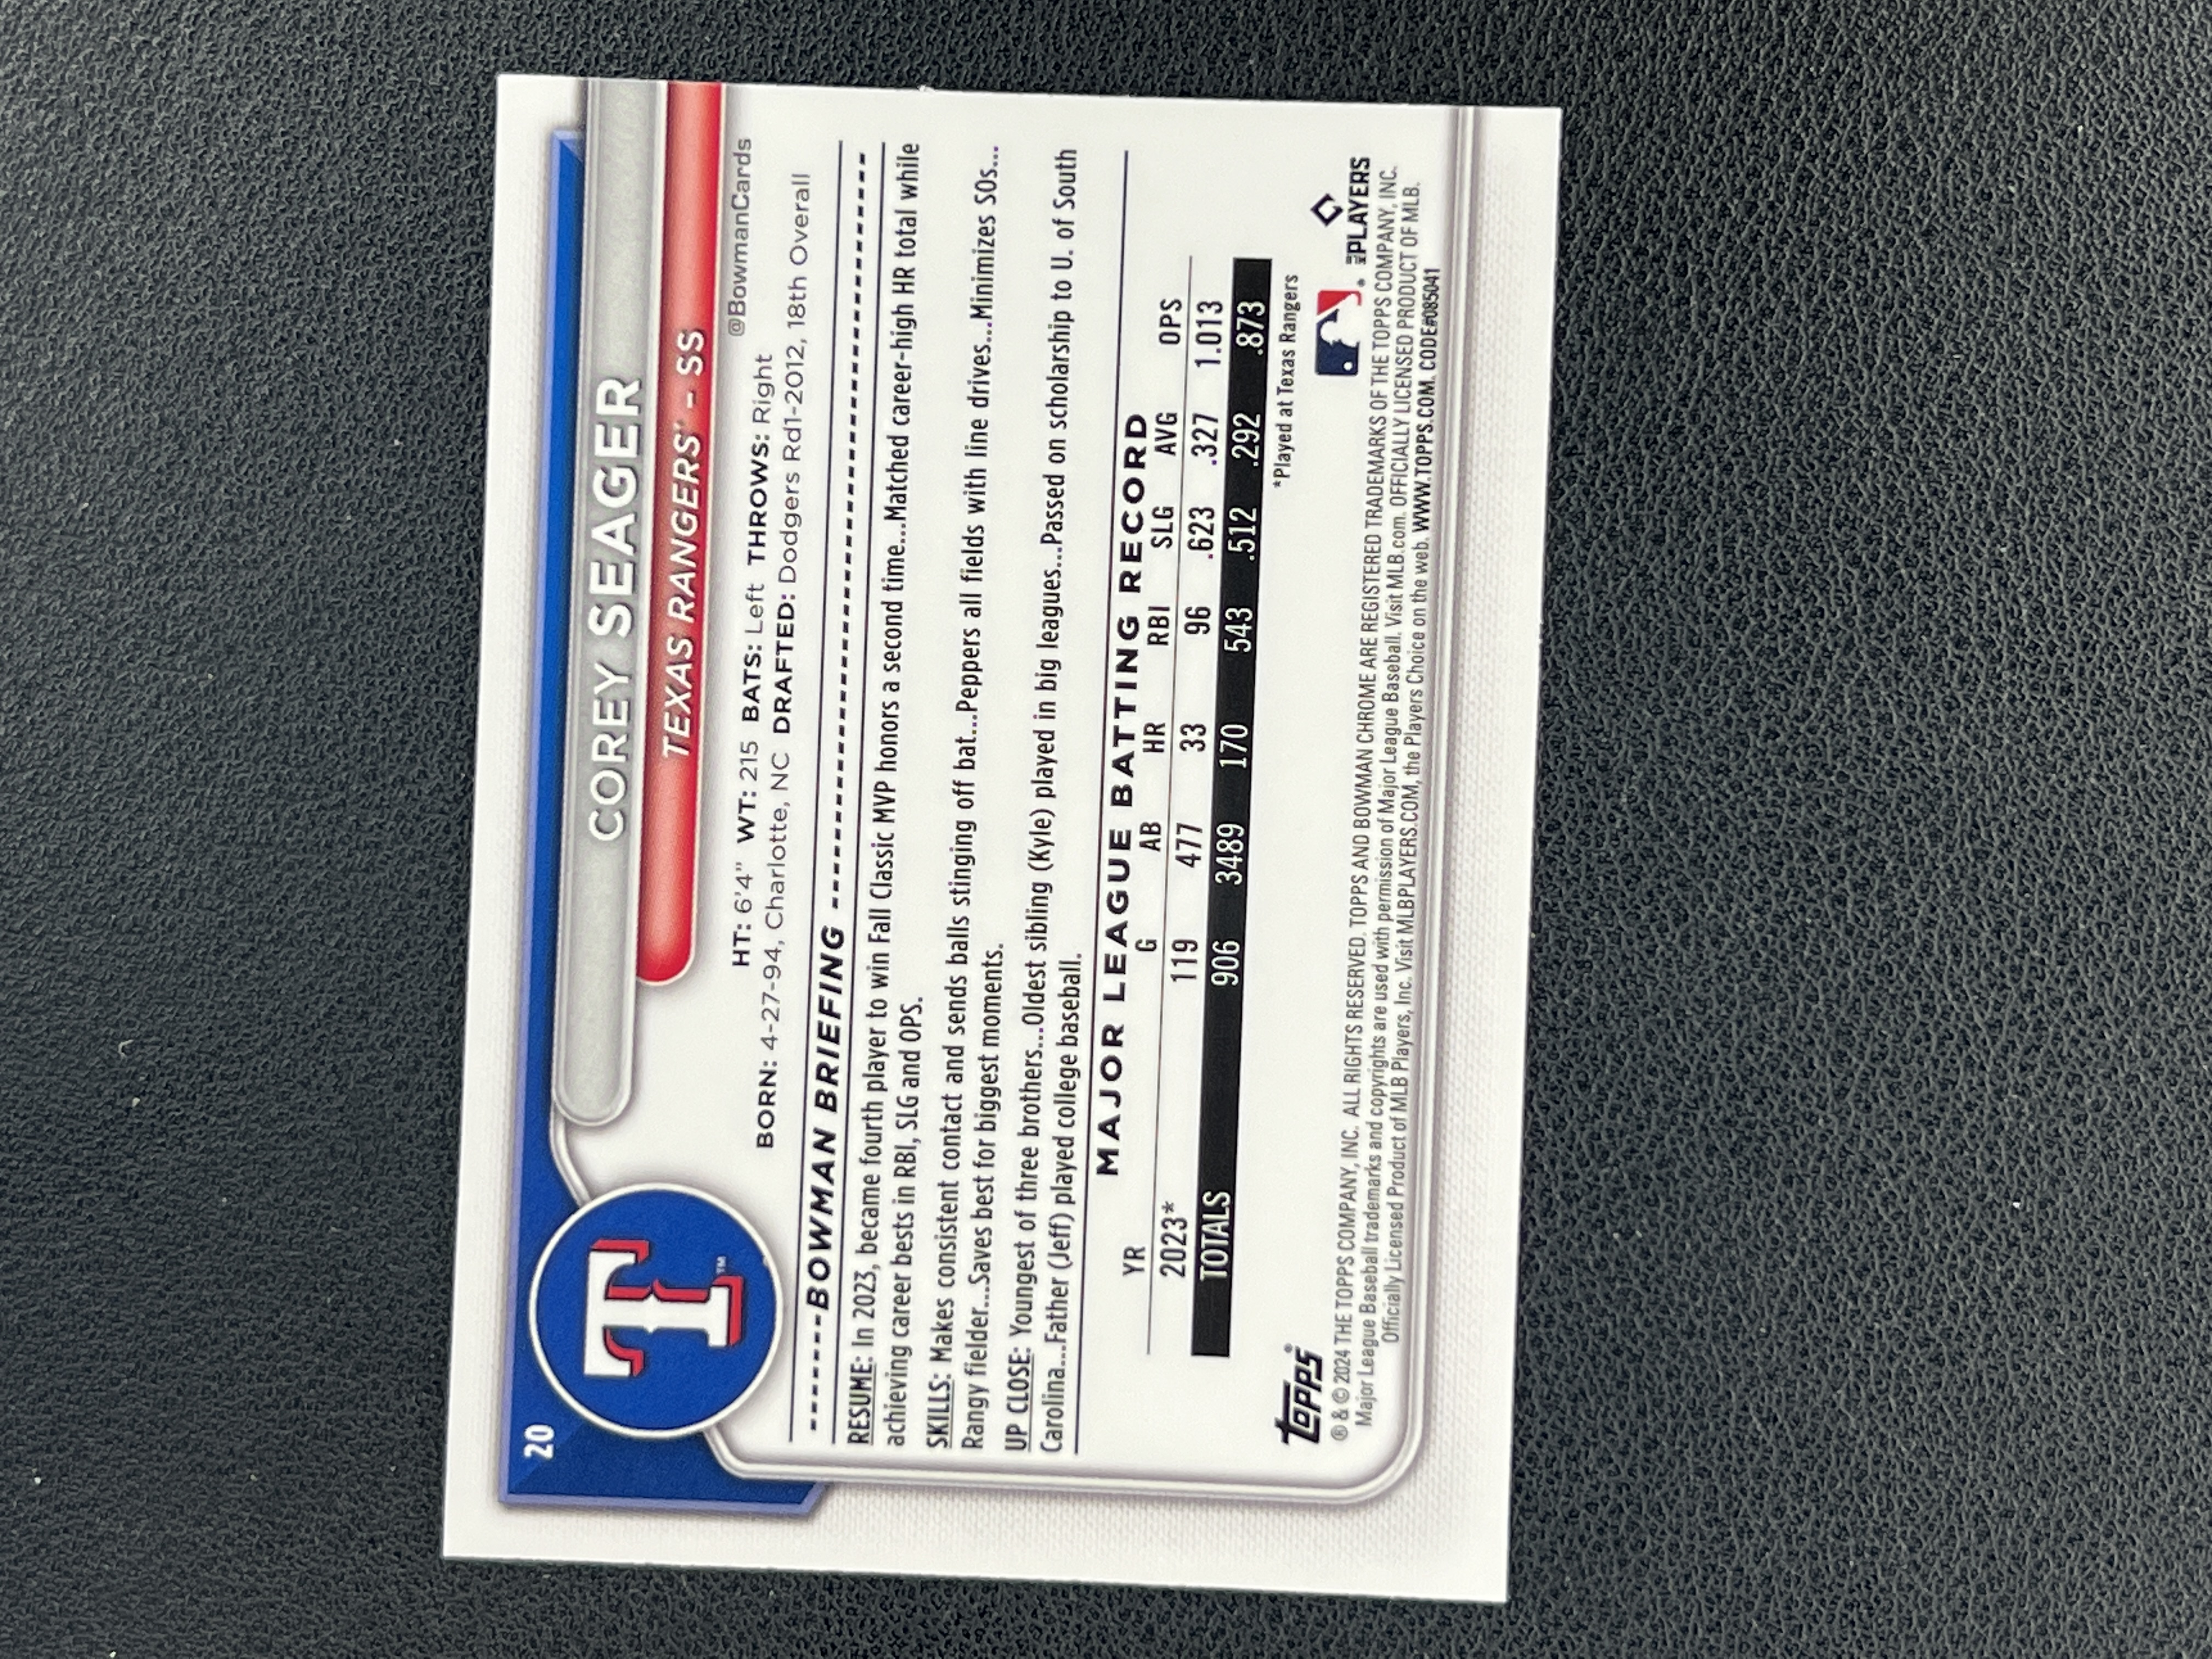 20
COREY SEAGER
TEXAS RANGERS® – SS
@BowmanCards
HT: 6'4" WT: 215 BATS: Left THROWS: Right
BORN: 4-27-94, Charlotte, NC DRAFTED: Dodgers Rd1-2012, 18th Overall
BOWMAN BRIEFING
RESUME: In 2023, became fourth player to win Fall Classic MVP honors a second time...Matched career-high HR total while
achieving career bests in RBI, SLG and OPS.
SKILLS: Makes consistent contact and sends balls stinging off bat...Peppers all fields with line drives...Minimizes SOs...
Rangy fielder...Saves best for biggest moments.
UP CLOSE: Youngest of three brothers...Oldest sibling (Kyle) played in big leagues...Passed on scholarship to U. of South
Carolina...Father (Jeff) played college baseball.
MAJOR LEAGUE BATTING RECORD
YR G AB HR RBI SLG AVG OPS
2023* 119 477 33 96 .623 .327 1.013
TOTALS 906 3489 170 543 .512 .292 .873
*Played at Texas Rangers
topps®
MLB PLAYERS
® & © 2024 THE TOPPS COMPANY, INC. ALL RIGHTS RESERVED. TOPPS AND BOWMAN CHROME ARE REGISTERED TRADEMARKS OF THE TOPPS COMPANY, INC.
Major League Baseball trademarks and copyrights are used with permission of Major League Baseball. Visit MLB.com. OFFICIALLY LICENSED PRODUCT OF MLB.
Officially Licensed Product of MLB Players, Inc. Visit MLBPLAYERS.COM, the Players Choice on the web. WWW.TOPPS.COM. CODE#085041
T™